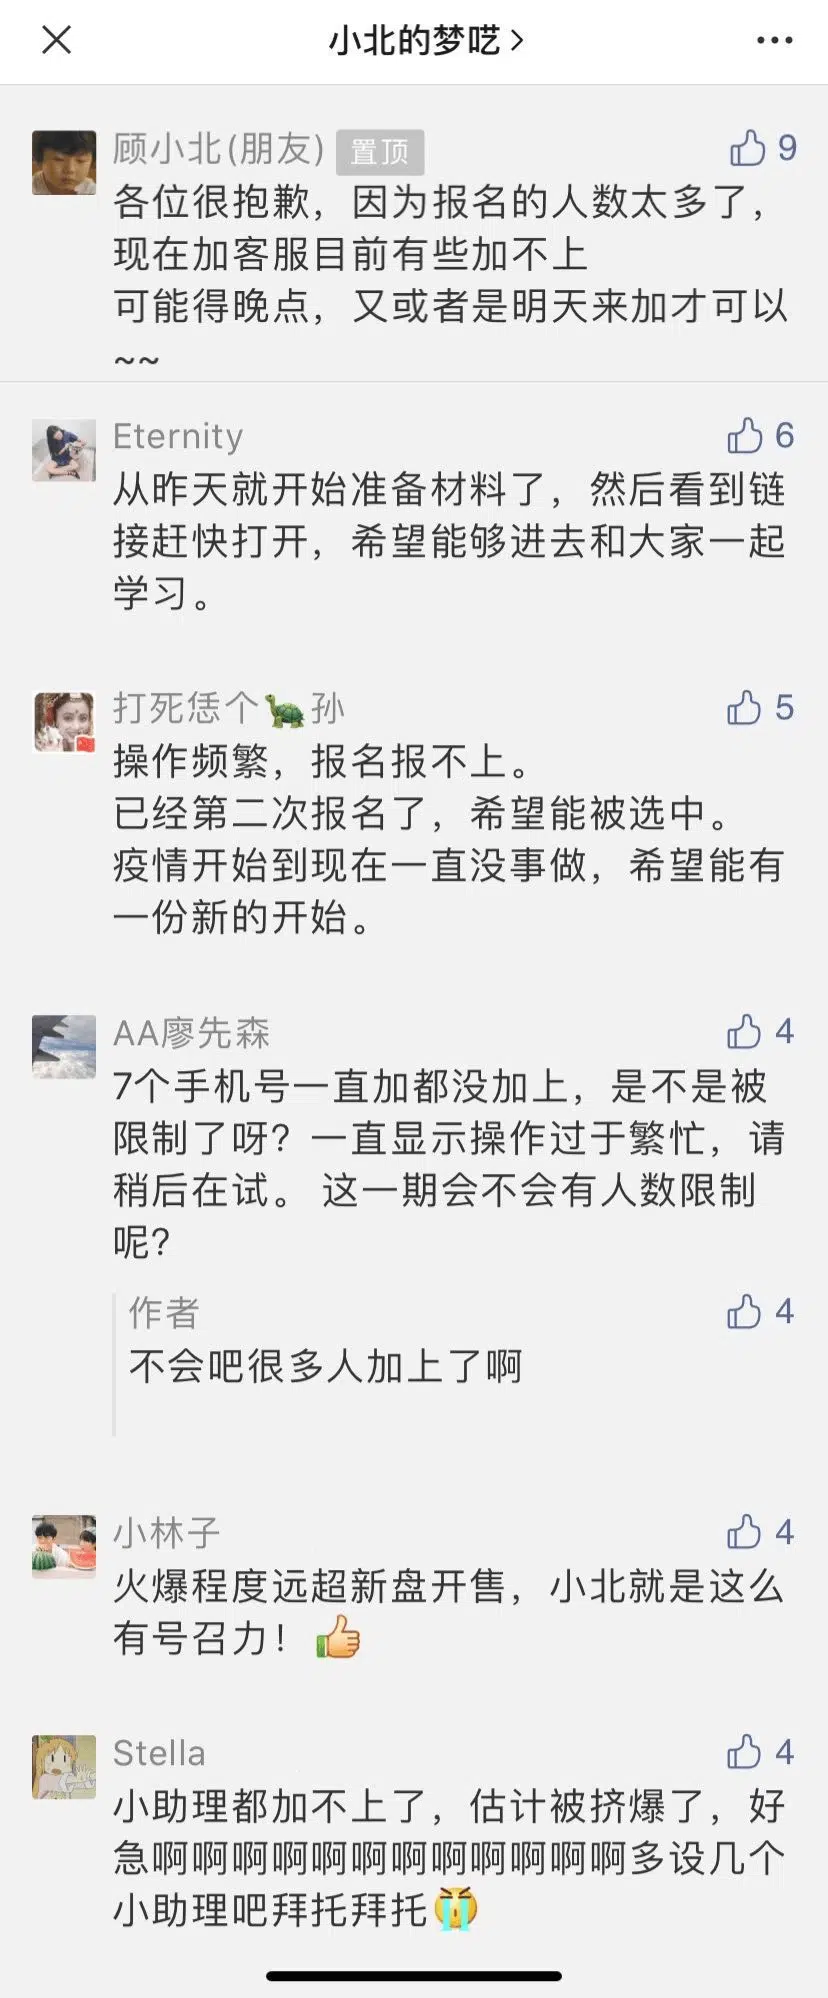 小北的梦呓
顾小北(朋友) 置顶 9
各位很抱歉，因为报名的人数太多了，
现在加客服目前有些加不上
可能得晚点，又或者是明天来加才可以
~~
Eternity 6
从昨天就开始准备材料了，然后看到链
接赶快打开，希望能够进去和大家一起
学习。
打死恁个🐢孙 5
操作频繁，报名报不上。
已经第二次报名了，希望能被选中。
疫情开始到现在一直没事做，希望能有
一份新的开始。
AA廖先森 4
7个手机号一直加都没加上，是不是被
限制了呀？一直显示操作过于繁忙，请
稍后在试。 这一期会不会有人数限制
呢？
作者 4
不会吧很多人加上了啊
小林子 4
火爆程度远超新盘开售，小北就是这么
有号召力！👍
Stella 4
小助理都加不上了，估计被挤爆了，好
急啊啊啊啊啊啊啊啊啊啊啊啊多设几个
小助理吧拜托拜托😭